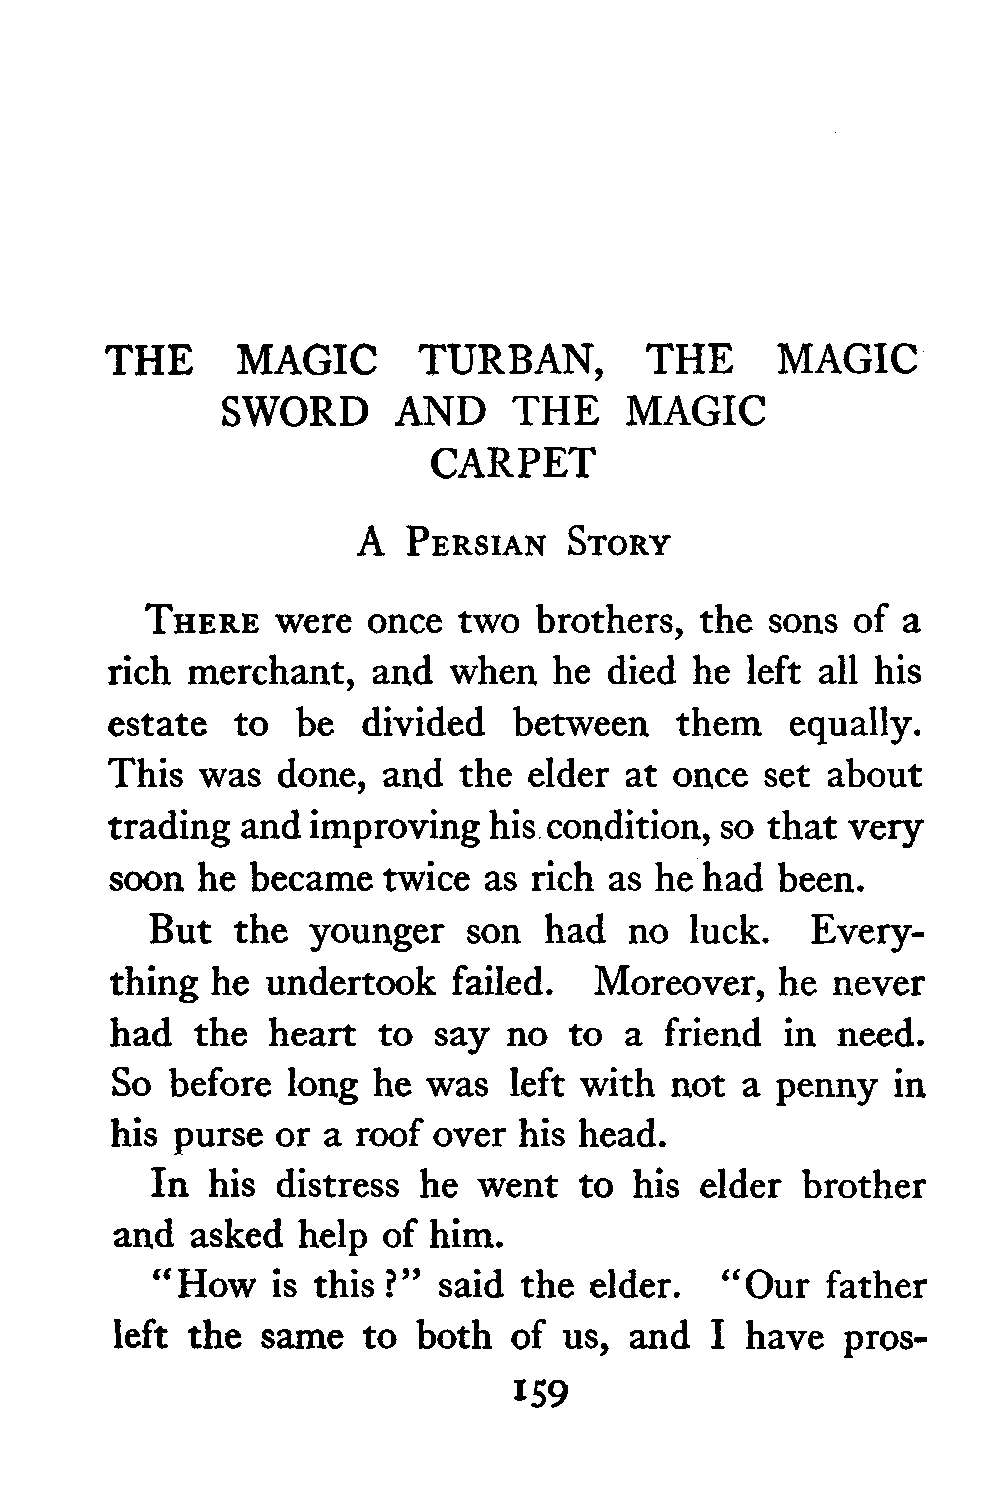 THE MAGIC TURBAN, THE MAGIC
SWORD AND THE MAGIC
CARPET
A PERSIAN STORY
THERE were once two brothers, the sons of a
rich merchant, and when he died he left all his
estate to be divided between them equally.
This was done, and the elder at once set about
trading and improving his condition, so that very
soon he became twice as rich as he had been.
But the younger son had no luck. Every-
thing he undertook failed. Moreover, he never
had the heart to say no to a friend in need.
So before long he was left with not a penny in
his purse or a roof over his head.
In his distress he went to his elder brother
and asked help of him.
"How is this?" said the elder. "Our father
left the same to both of us, and I have pros-
159